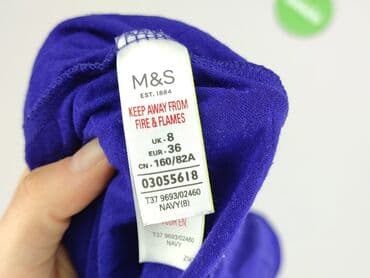 M&S
EST. 1884
KEEP AWAY FROM
FIRE & FLAMES
UK - 8
EUR - 36
CN - 160/82A
03055618
T37 9693/02460
NAVY(8)
T37 9693/02460
NAVY